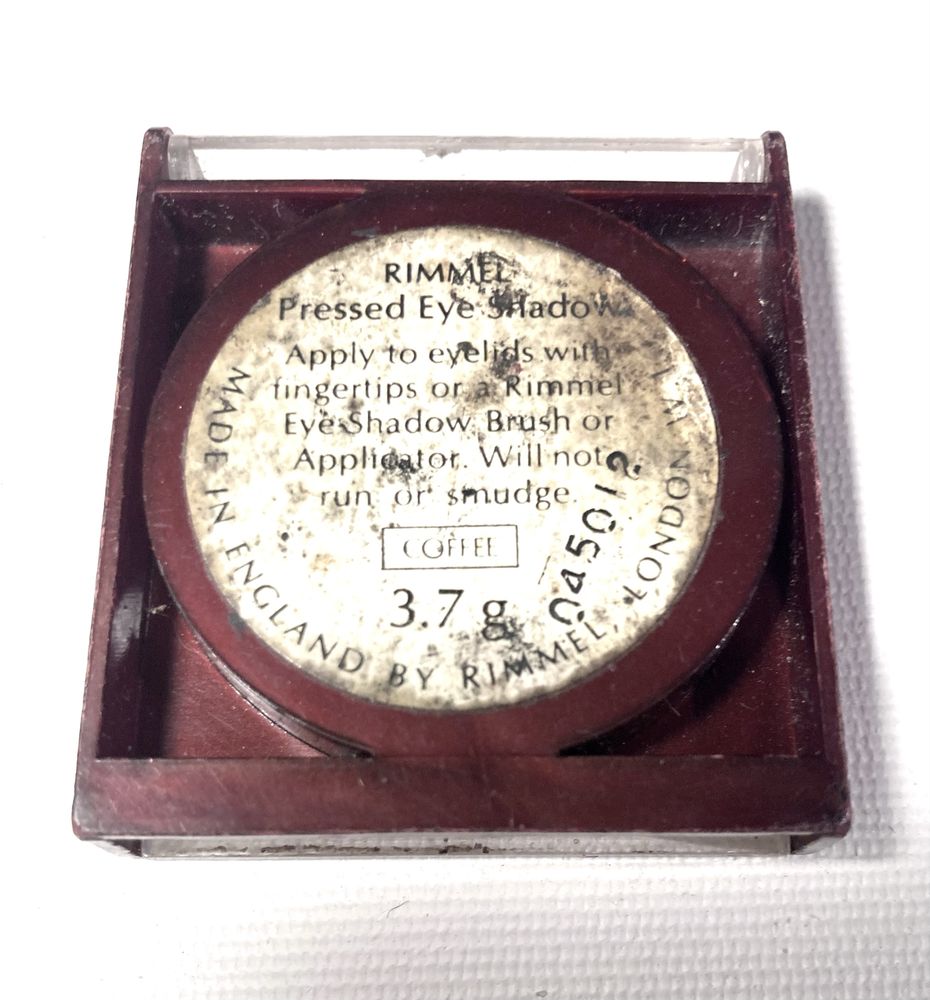 RIMMEL
Pressed Eye Shadow
Apply to eyelids with
fingertips or a Rimmel
Eye Shadow Brush or
Applicator. Will not
run or smudge.
COFFEE
3.7 g
045012
MADE IN ENGLAND BY RIMMEL, LONDON W1